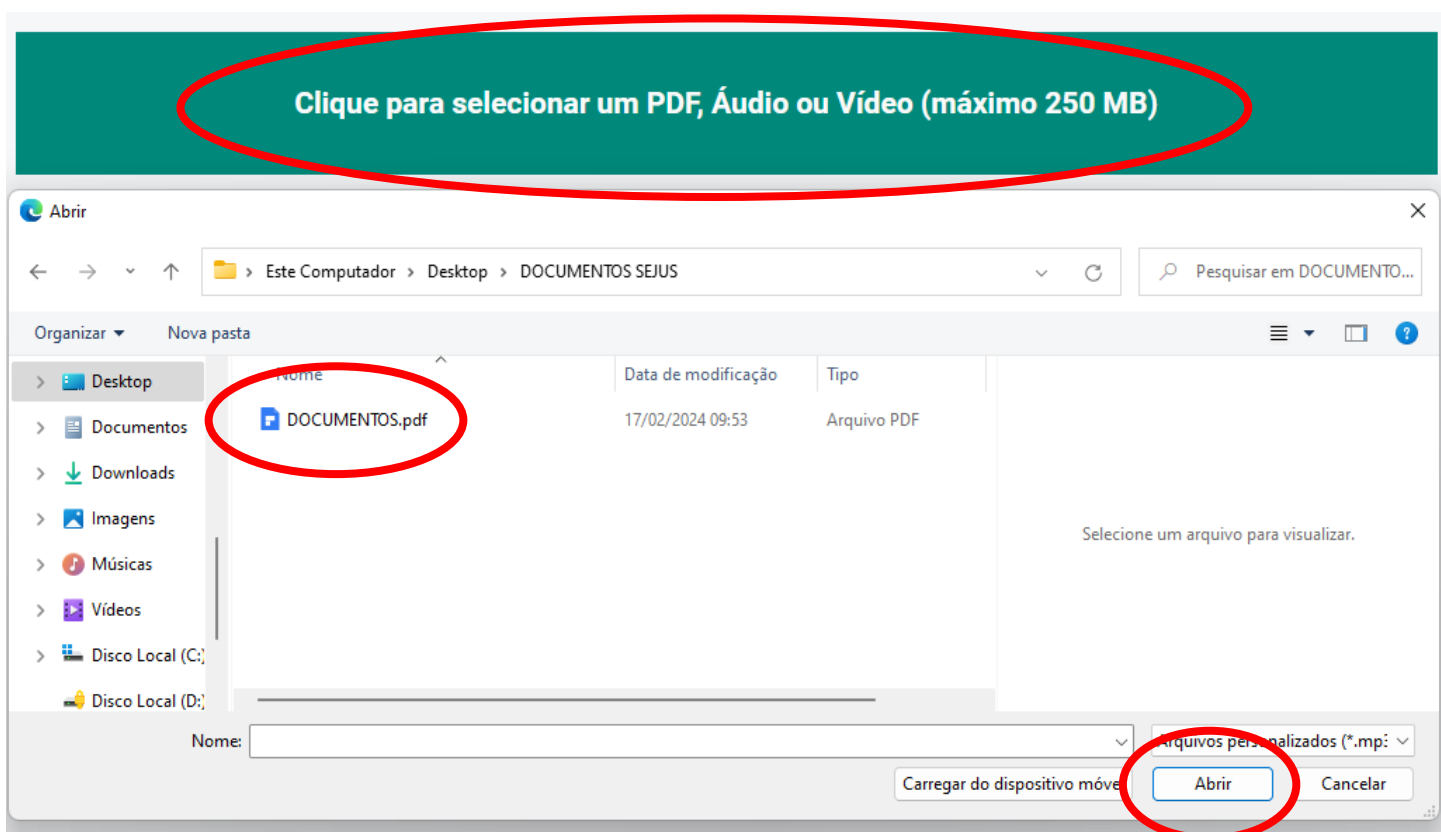 Clique para selecionar um PDF, Áudio ou Vídeo (máximo 250 MB)
Abrir
Este Computador > Desktop > DOCUMENTOS SEJUS
Pesquisar em DOCUMENTO...
Organizar Nova pasta
Nome Data de modificação Tipo
DOCUMENTOS.pdf 17/02/2024 09:53 Arquivo PDF
Desktop
Documentos
Downloads
Imagens
Músicas
Vídeos
Disco Local (C:)
Disco Local (D:)
Selecione um arquivo para visualizar.
Nome:
Arquivos personalizados (*.mp3
Carregar do dispositivo móve
Abrir
Cancelar